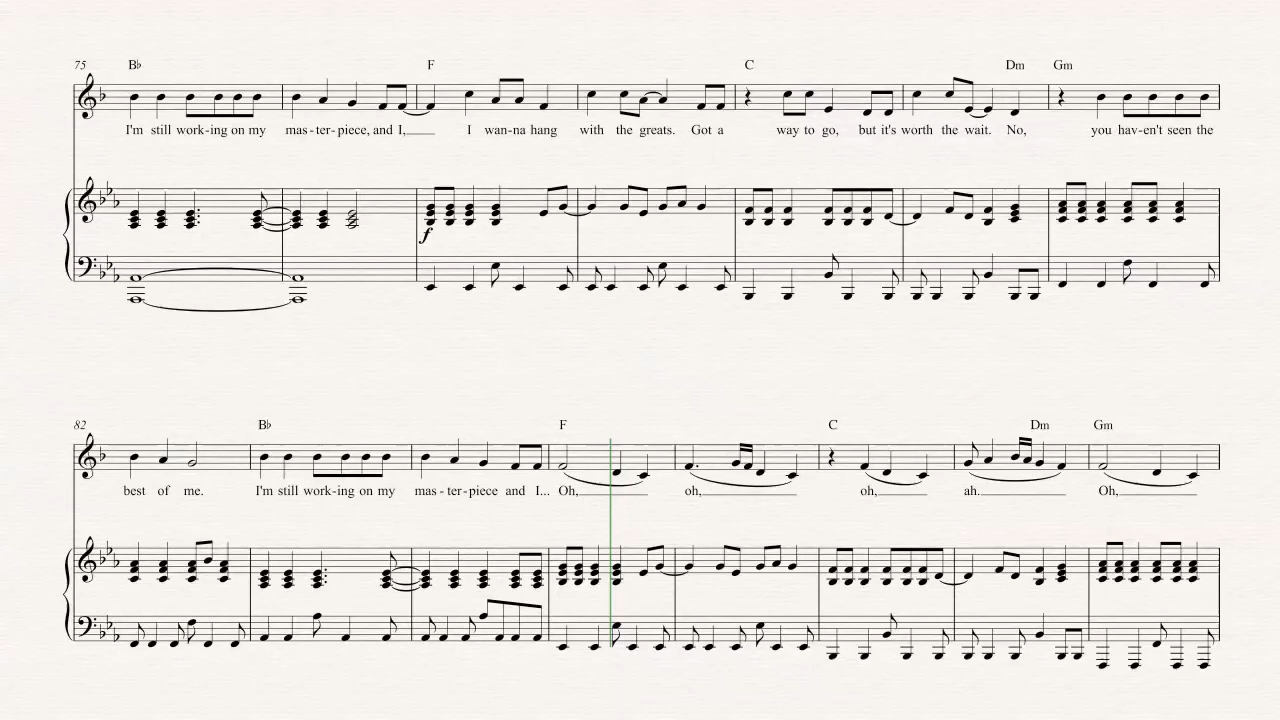 75 B♭ F C Dm Gm
I'm still work-ing on my mas-ter-piece, and I, I wan-na hang with the greats. Got a way to go, but it's worth the wait. No, you hav-en't seen the
f
82 B♭ F C Dm Gm
best of me. I'm still work-ing on my mas-ter-piece and I... Oh, oh, oh, ah. Oh,